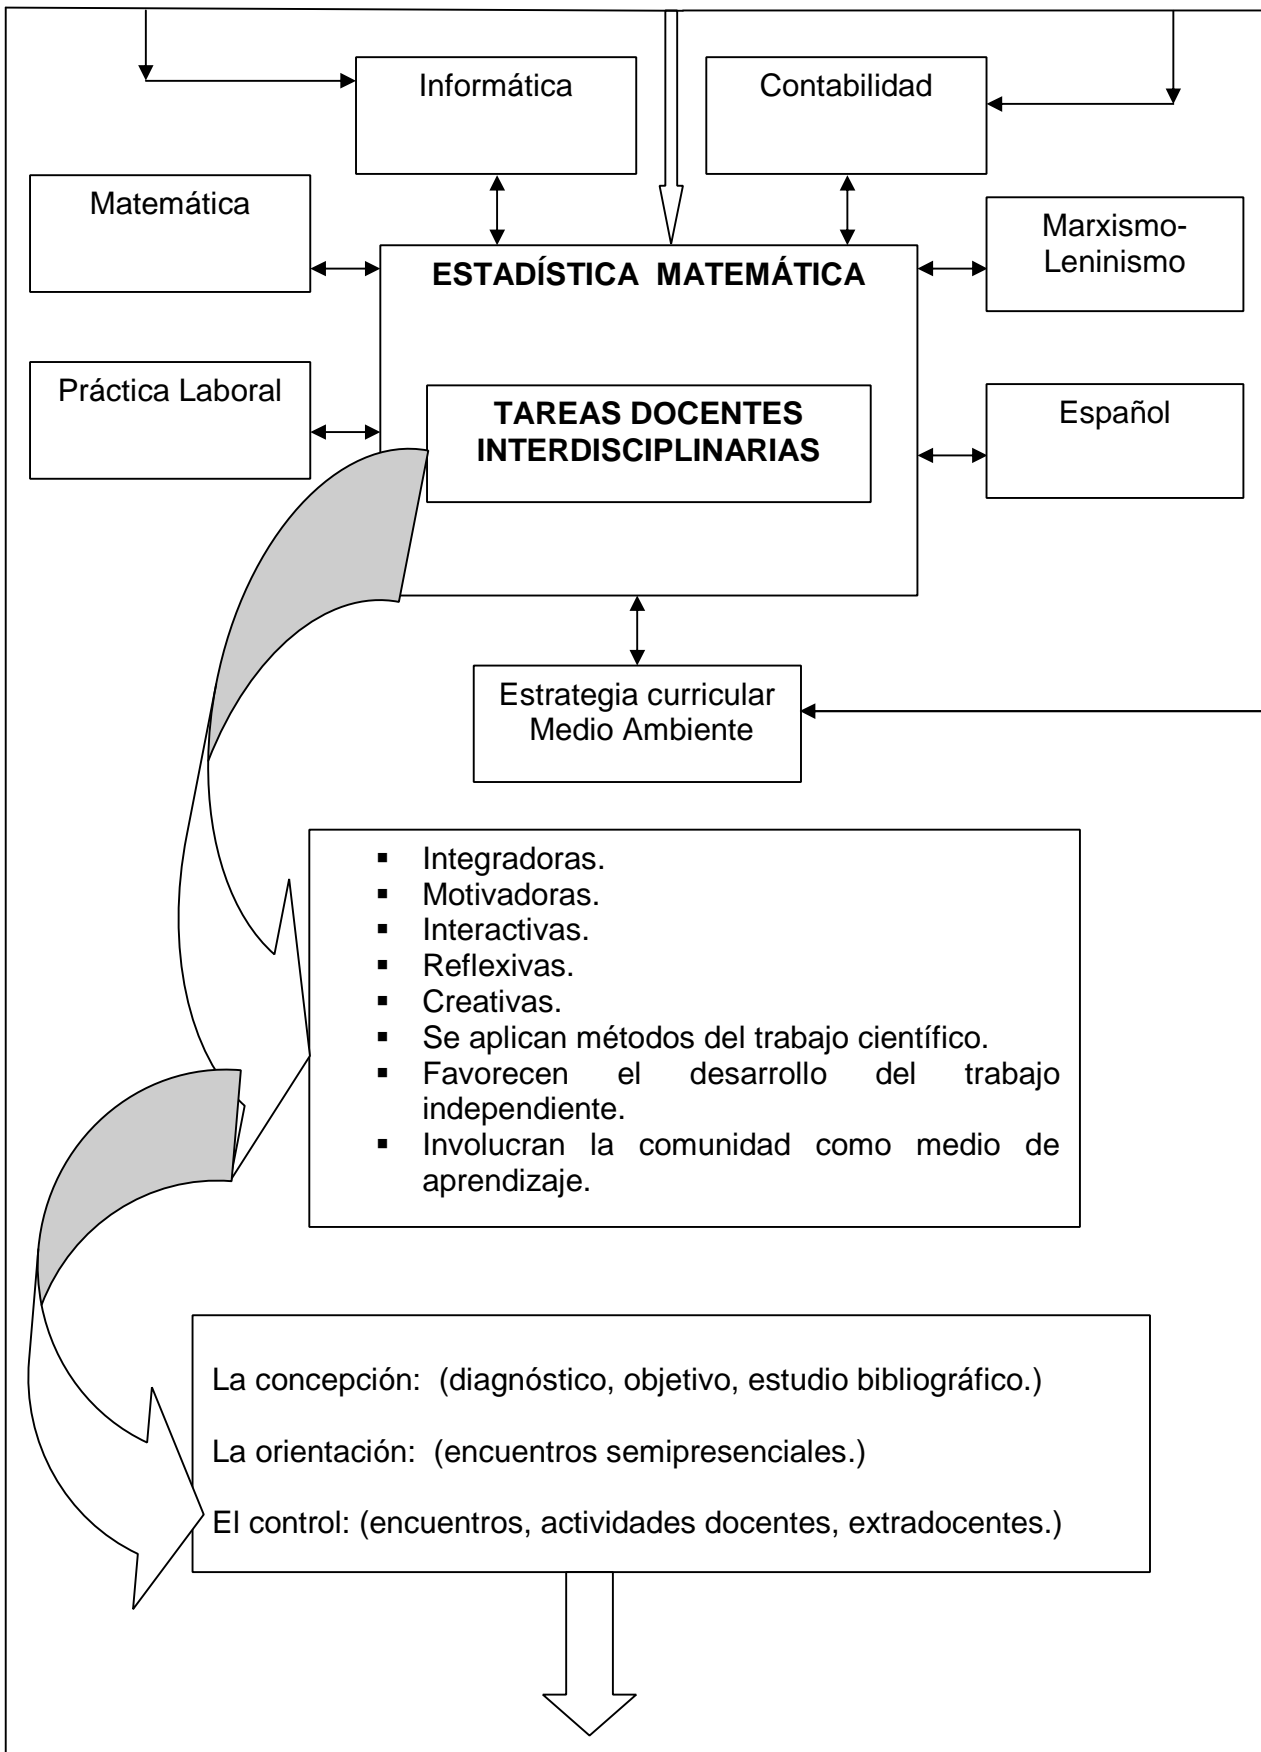 Informática
Contabilidad
Matemática
Marxismo-
Leninismo
ESTADÍSTICA MATEMÁTICA
Práctica Laboral
Español
TAREAS DOCENTES
INTERDISCIPLINARIAS
Estrategia curricular
Medio Ambiente
▪ Integradoras.
▪ Motivadoras.
▪ Interactivas.
▪ Reflexivas.
▪ Creativas.
▪ Se aplican métodos del trabajo científico.
▪ Favorecen el desarrollo del trabajo
independiente.
▪ Involucran la comunidad como medio de
aprendizaje.
La concepción: (diagnóstico, objetivo, estudio bibliográfico.)
La orientación: (encuentros semipresenciales.)
El control: (encuentros, actividades docentes, extradocentes.)